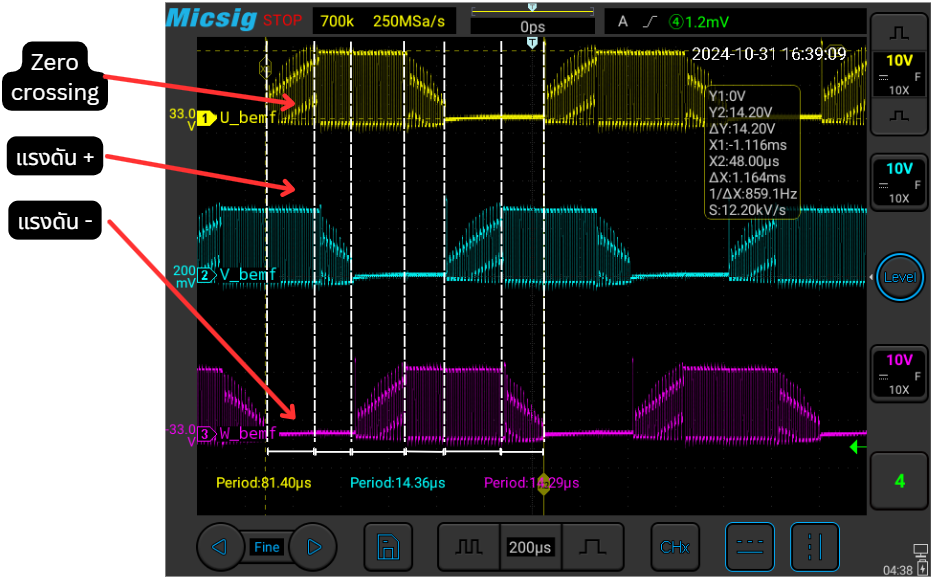 Micsig STOP 700k 250MSa/s 0ps A 4 1.2mV
2024-10-31 16:39:09
Zero
crossing
แรงดัน +
แรงดัน -
33.0
V
1
U_bemf
Y1:0V
Y2:14.20V
ΔY:14.20V
X1:-1.116ms
X2:48.00µs
ΔX:1.164ms
1/ΔX:859.1Hz
S:12.20kV/s
200
mV
2
V_bemf
-33.0
V
3
W_bemf
Period:81.40µs Period:14.36µs
10V
F
10X
10V
F
10X
Level
10V
F
10X
4
Fine
200µs
CHx
04:38
T